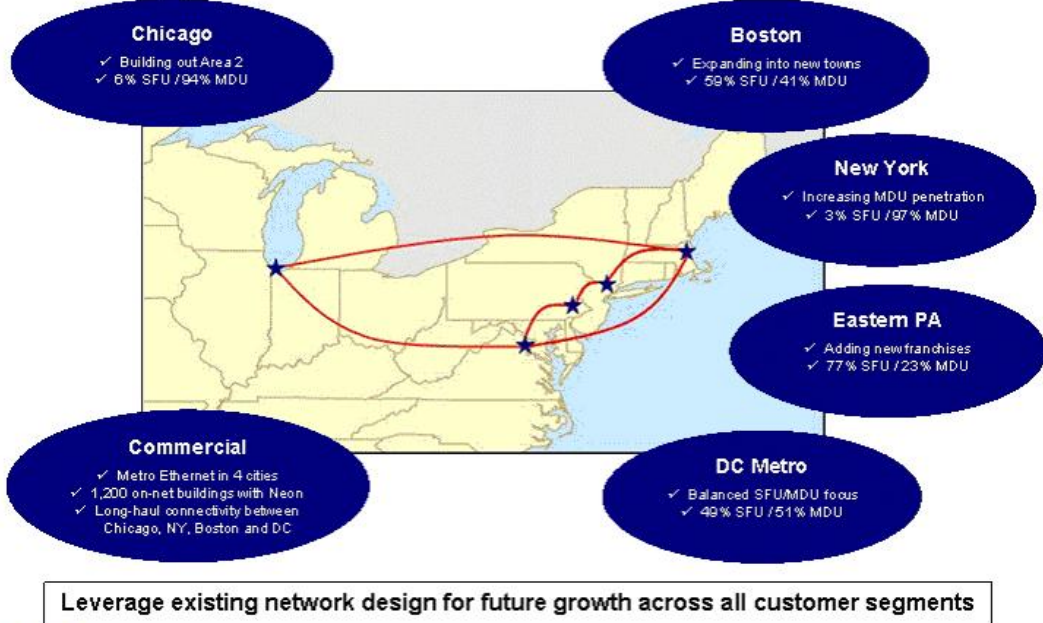 Chicago
✓ Building out Area 2
✓ 6% SFU / 94% MDU
Boston
✓ Expanding into new towns
✓ 59% SFU / 41% MDU
New York
✓ Increasing MDU penetration
✓ 3% SFU / 97% MDU
Eastern PA
✓ Adding new franchises
✓ 77% SFU / 23% MDU
Commercial
✓ Metro Ethernet in 4 cities
✓ 1,200 on-net buildings with Neon
✓ Long-haul connectivity between
Chicago, NY, Boston and DC
DC Metro
✓ Balanced SFU/MDU focus
✓ 49% SFU / 51% MDU
Leverage existing network design for future growth across all customer segments